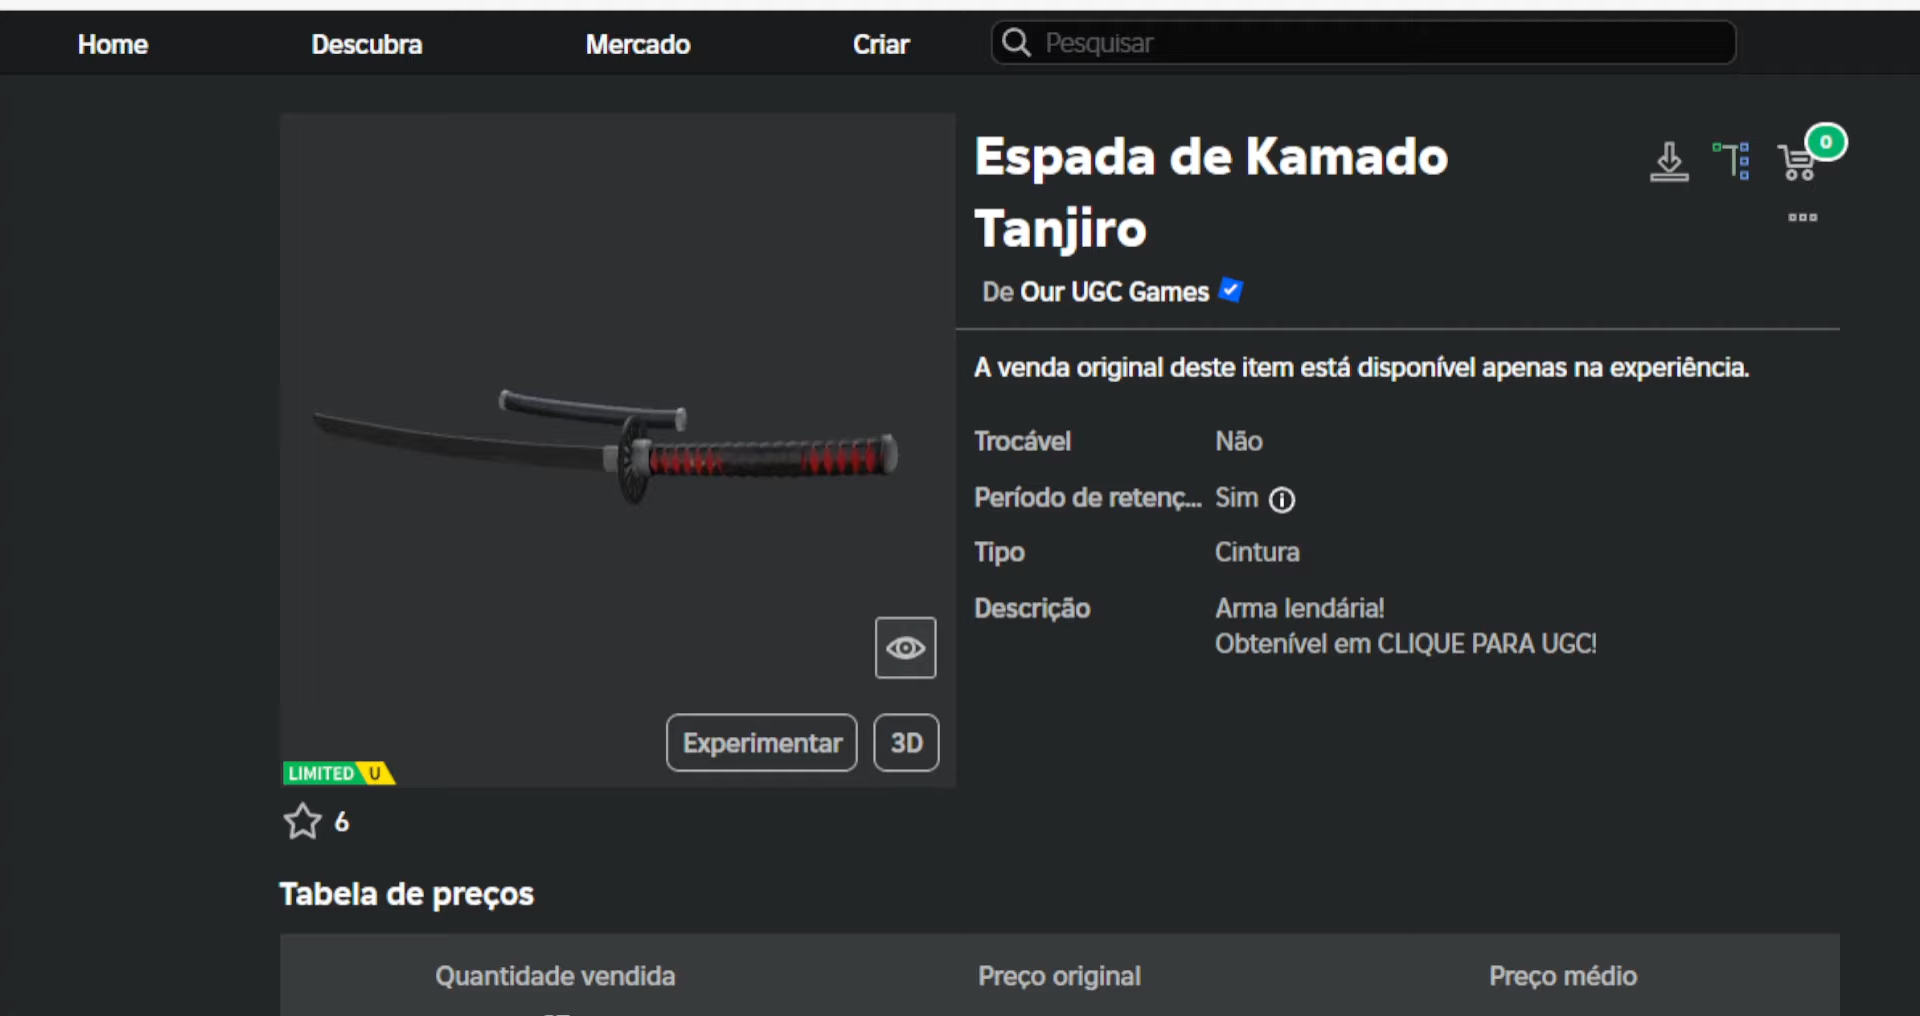 Home Descubra Mercado Criar Pesquisar
Espada de Kamado
Tanjiro
0
De Our UGC Games
A venda original deste item está disponível apenas na experiência.
Trocável Não
Período de retenç... Sim
Tipo Cintura
Descrição Arma lendária!
Obtenível em CLIQUE PARA UGC!
Experimentar 3D
LIMITED U
6
Tabela de preços
Quantidade vendida Preço original Preço médio